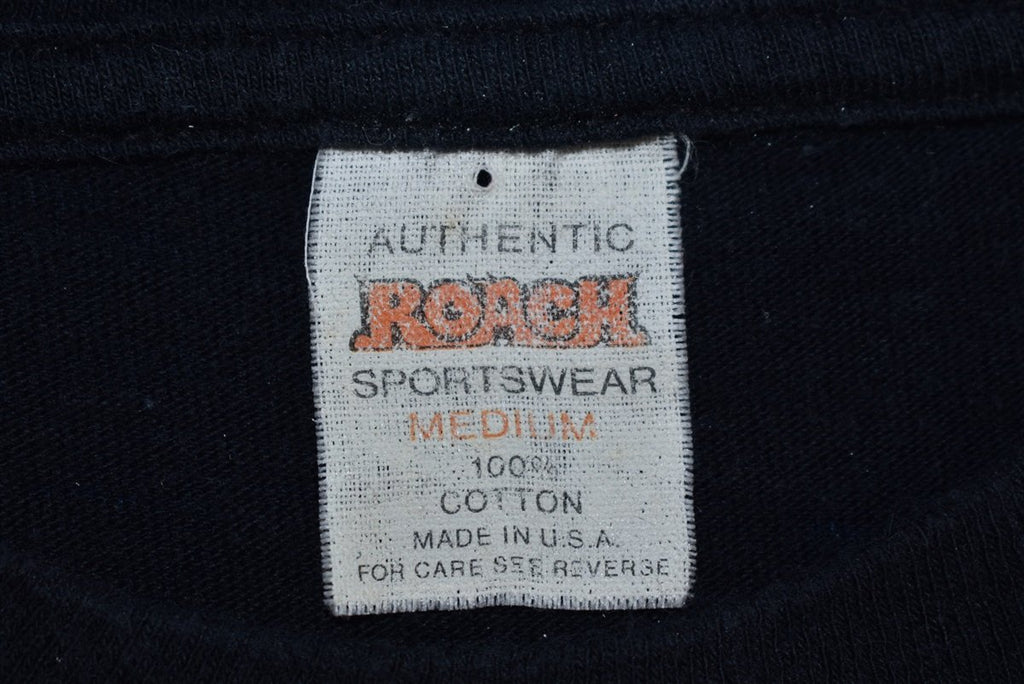 AUTHENTIC
ROACH
SPORTSWEAR
MEDIUM
100%
COTTON
MADE IN U.S.A.
FOR CARE SEE REVERSE